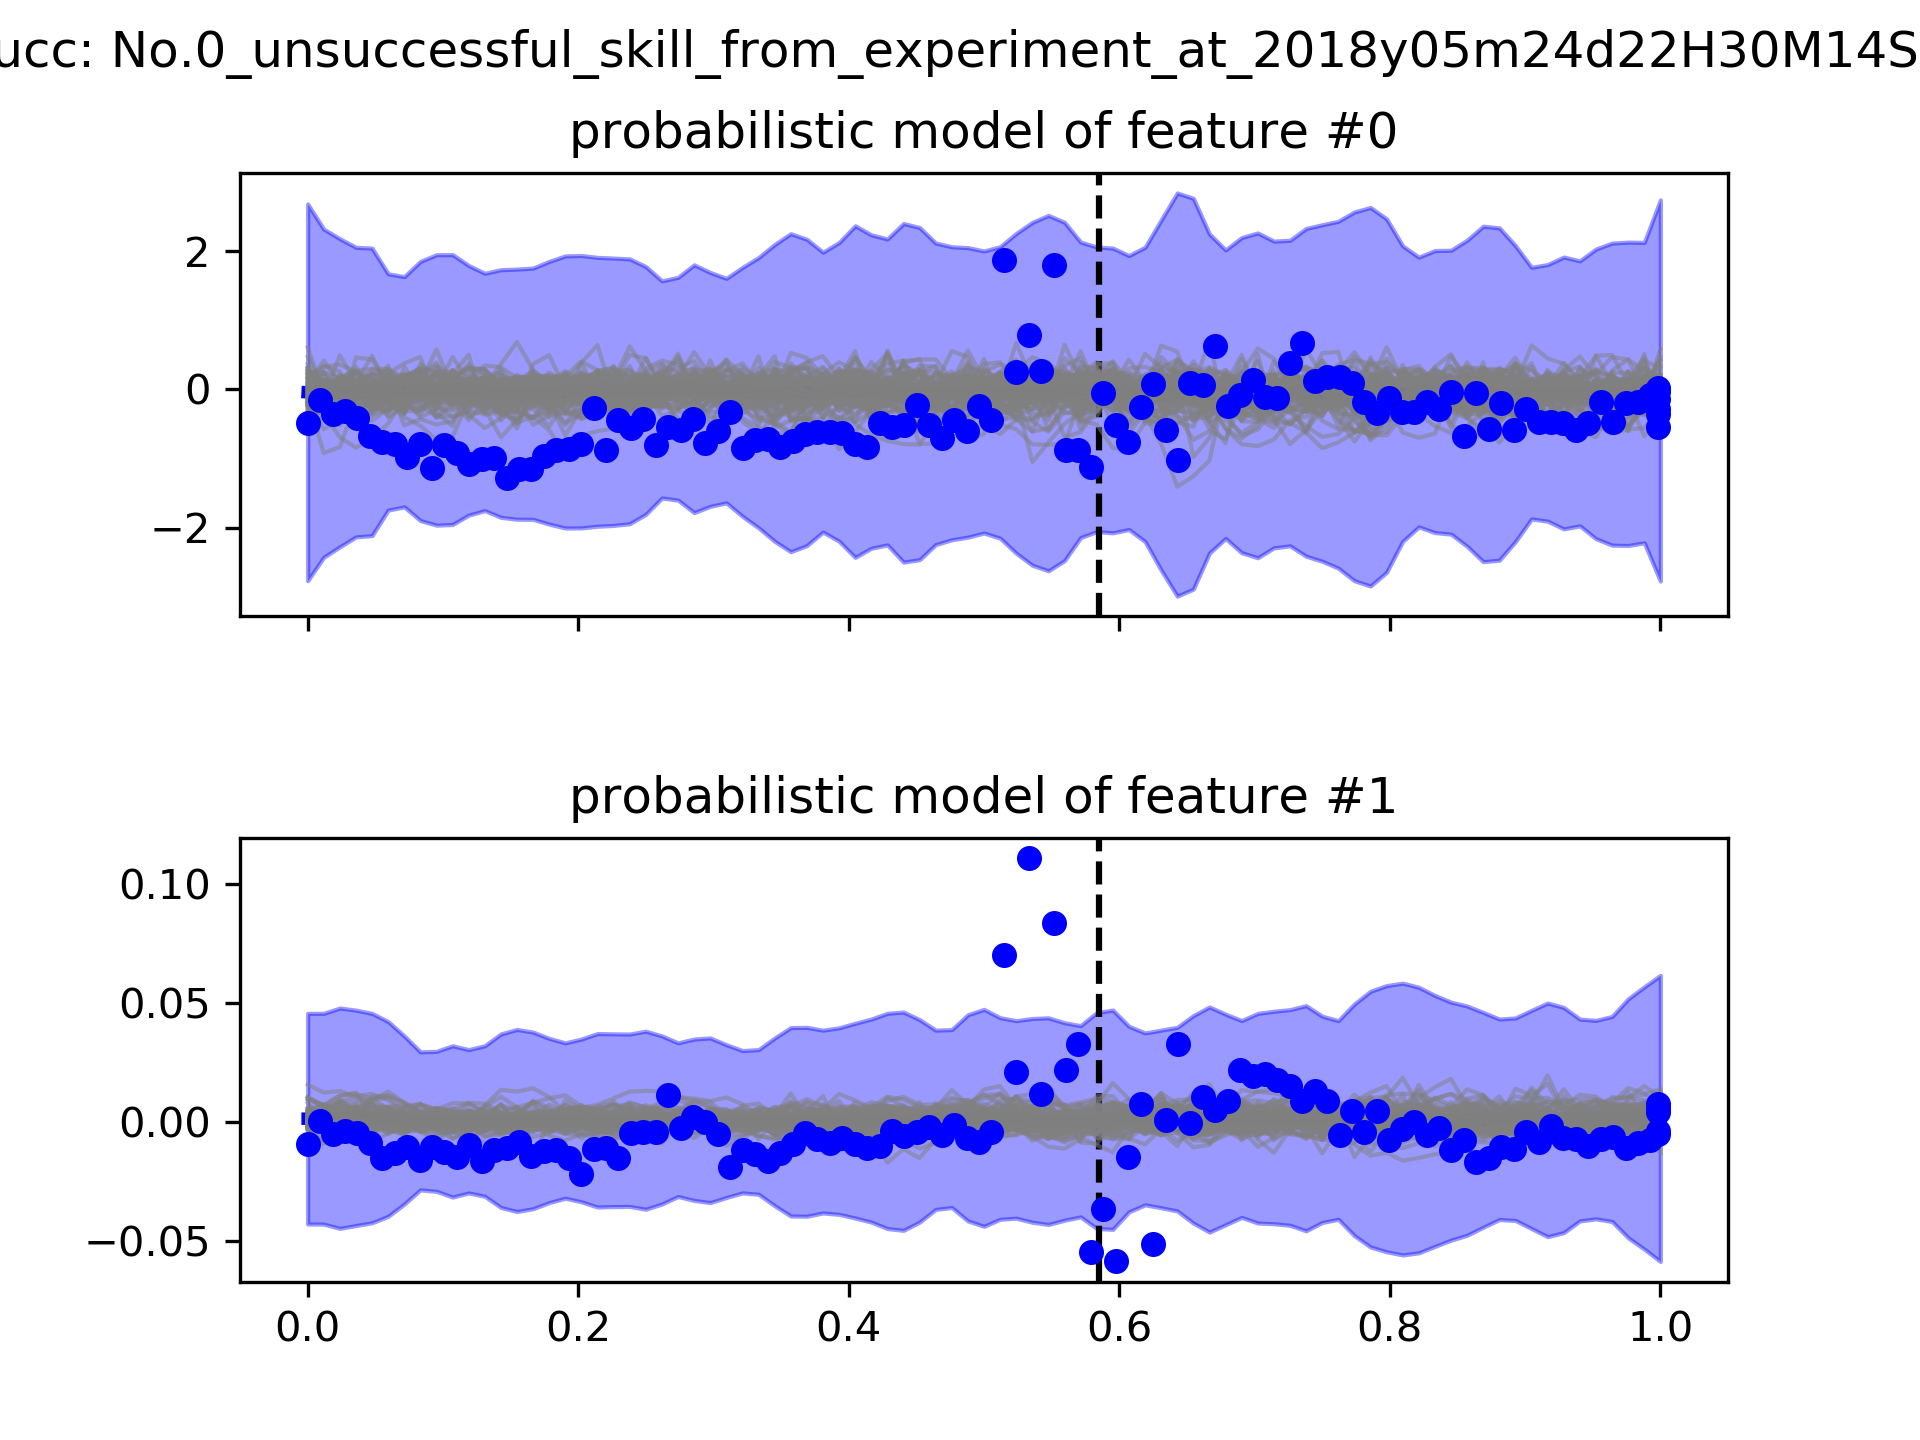 ucc: No.0_unsuccessful_skill_from_experiment_at_2018y05m24d22H30M14S
probabilistic model of feature #0
2
0
−2
probabilistic model of feature #1
0.10
0.05
0.00
−0.05
0.0 0.2 0.4 0.6 0.8 1.0